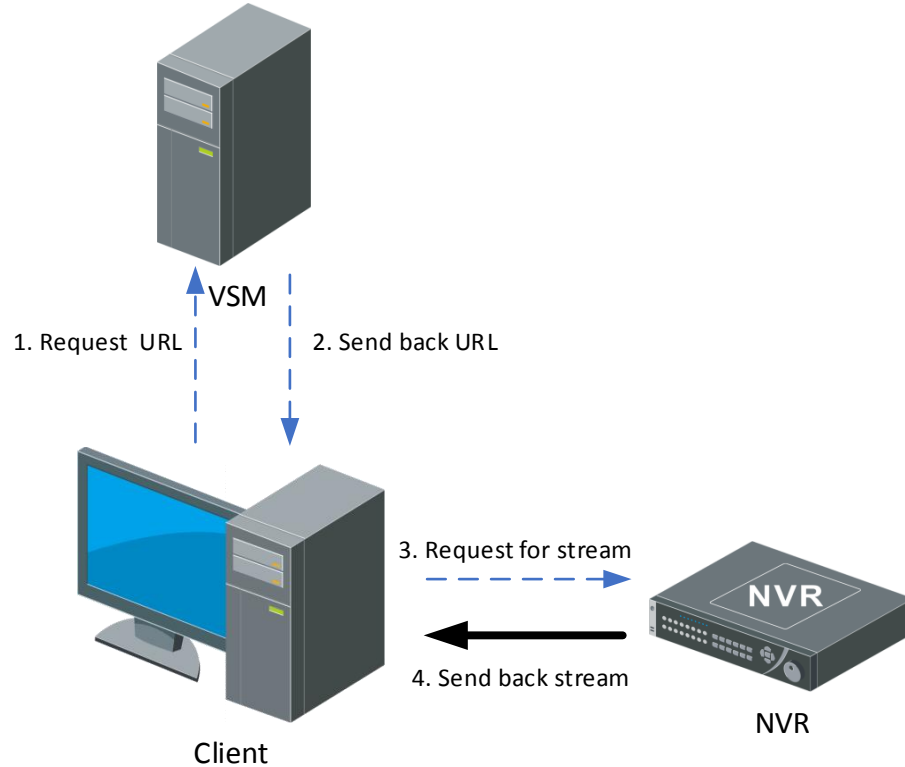 VSM
1. Request URL
2. Send back URL
3. Request for stream
NVR
4. Send back stream
NVR
Client